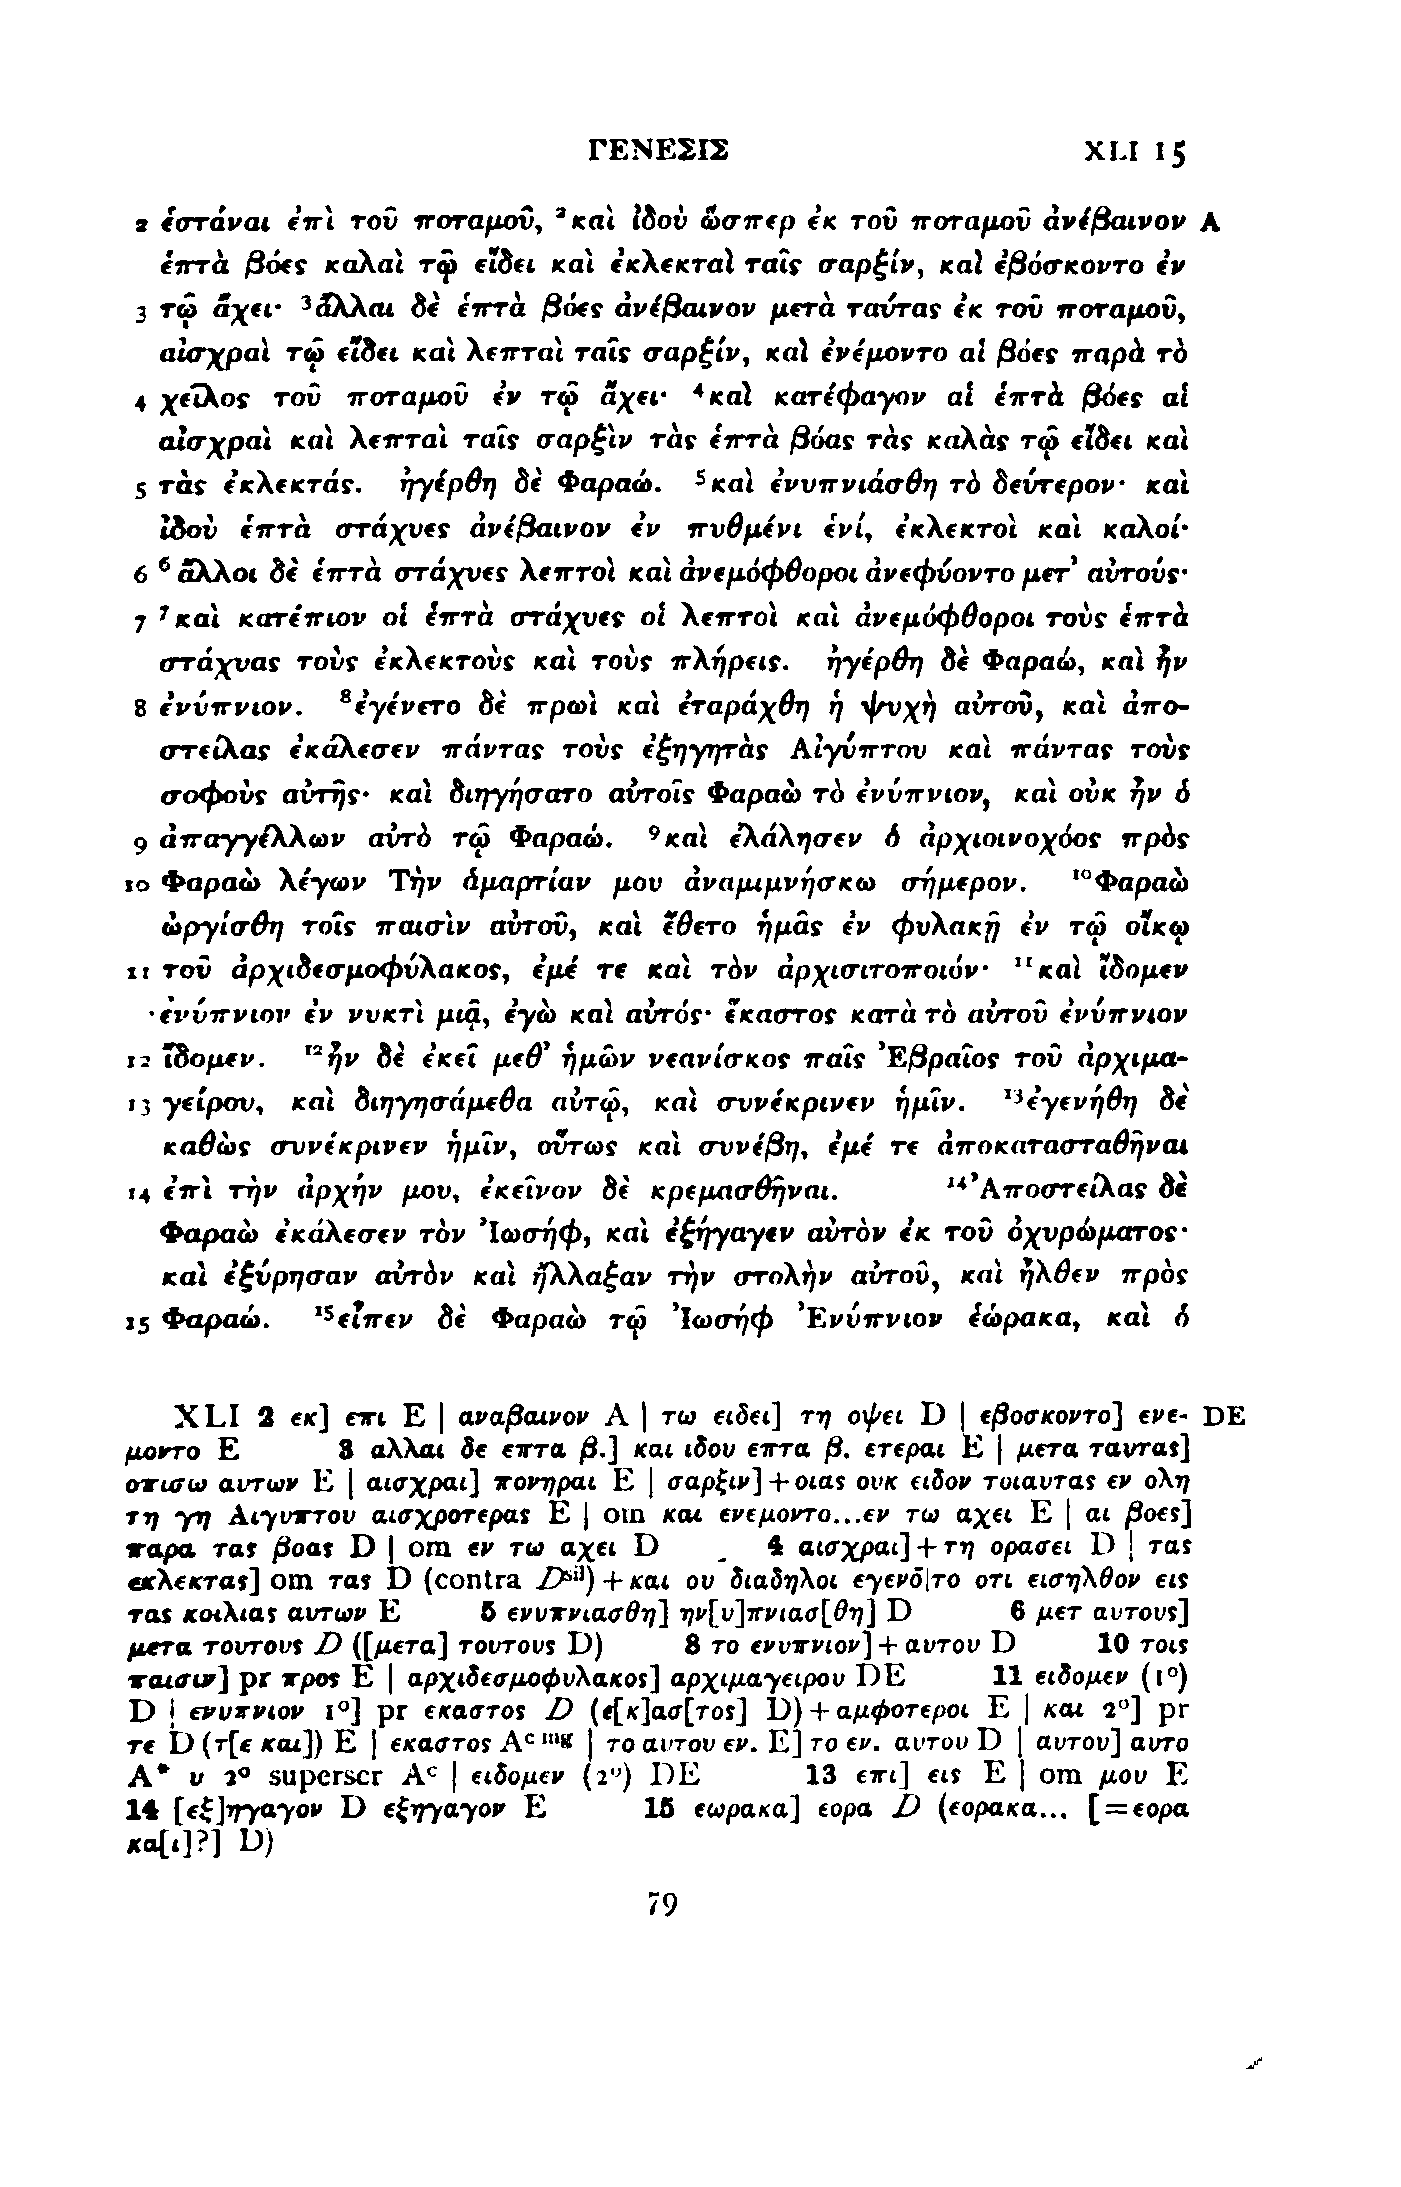 ΓΕΝΕΣΙΣ XLI 15
2 ἑστάναι ἐπὶ τοῦ ποταμοῦ, ²καὶ ἰδοὺ ὥσπερ ἐκ τοῦ ποταμοῦ ἀνέβαινον A
ἑπτὰ βόες καλαὶ τῷ εἴδει καὶ ἐκλεκταὶ ταῖς σαρξίν, καὶ ἐβόσκοντο ἐν
3 τῷ ἄχει· ³ἄλλαι δὲ ἑπτὰ βόες ἀνέβαινον μετὰ ταύτας ἐκ τοῦ ποταμοῦ,
αἰσχραὶ τῷ εἴδει καὶ λεπταὶ ταῖς σαρξίν, καὶ ἐνέμοντο αἱ βόες παρὰ τὸ
4 χεῖλος τοῦ ποταμοῦ ἐν τῷ ἄχει· ⁴καὶ κατέφαγον αἱ ἑπτὰ βόες αἱ
αἰσχραὶ καὶ λεπταὶ ταῖς σαρξὶν τὰς ἑπτὰ βόας τὰς καλὰς τῷ εἴδει καὶ
5 τὰς ἐκλεκτάς. ἠγέρθη δὲ Φαραώ. ⁵καὶ ἐνυπνιάσθη τὸ δεύτερον· καὶ
ἰδοὺ ἑπτὰ στάχυες ἀνέβαινον ἐν πυθμένι ἑνί, ἐκλεκτοὶ καὶ καλοί·
6 ⁶ἄλλοι δὲ ἑπτὰ στάχυες λεπτοὶ καὶ ἀνεμόφθοροι ἀνεφύοντο μετ' αὐτούς·
7 ⁷καὶ κατέπιον οἱ ἑπτὰ στάχυες οἱ λεπτοὶ καὶ ἀνεμόφθοροι τοὺς ἑπτὰ
στάχυας τοὺς ἐκλεκτοὺς καὶ τοὺς πλήρεις. ἠγέρθη δὲ Φαραώ, καὶ ἦν
8 ἐνύπνιον. ⁸ἐγένετο δὲ πρωὶ καὶ ἐταράχθη ἡ ψυχὴ αὐτοῦ, καὶ ἀπο-
στείλας ἐκάλεσεν πάντας τοὺς ἐξηγητὰς Αἰγύπτου καὶ πάντας τοὺς
σοφοὺς αὐτῆς· καὶ διηγήσατο αὐτοῖς Φαραὼ τὸ ἐνύπνιον, καὶ οὐκ ἦν ὁ
9 ἀπαγγέλλων αὐτὸ τῷ Φαραώ. ⁹καὶ ἐλάλησεν ὁ ἀρχιοινοχόος πρὸς
10 Φαραὼ λέγων Τὴν ἁμαρτίαν μου ἀναμιμνήσκω σήμερον. ¹⁰Φαραὼ
ὠργίσθη τοῖς παισὶν αὐτοῦ, καὶ ἔθετο ἡμᾶς ἐν φυλακῇ ἐν τῷ οἴκῳ
11 τοῦ ἀρχιδεσμοφύλακος, ἐμέ τε καὶ τὸν ἀρχισιτοποιόν· ¹¹καὶ ἴδομεν
ἐνύπνιον ἐν νυκτὶ μιᾷ, ἐγὼ καὶ αὐτός· ἕκαστος κατὰ τὸ αὑτοῦ ἐνύπνιον
12 ἴδομεν. ¹²ἦν δὲ ἐκεῖ μεθ' ἡμῶν νεανίσκος παῖς Ἐβραῖος τοῦ ἀρχιμα-
13 γείρου, καὶ διηγησάμεθα αὐτῷ, καὶ συνέκρινεν ἡμῖν. ¹³ἐγενήθη δὲ
καθὼς συνέκρινεν ἡμῖν, οὕτως καὶ συνέβη, ἐμέ τε ἀποκατασταθῆναι
14 ἐπὶ τὴν ἀρχήν μου, ἐκεῖνον δὲ κρεμασθῆναι. ¹⁴Ἀποστείλας δὲ
Φαραὼ ἐκάλεσεν τὸν Ἰωσήφ, καὶ ἐξήγαγεν αὐτὸν ἐκ τοῦ ὀχυρώματος·
καὶ ἐξύρησαν αὐτὸν καὶ ἤλλαξαν τὴν στολὴν αὐτοῦ, καὶ ἦλθεν πρὸς
15 Φαραώ. ¹⁵εἶπεν δὲ Φαραὼ τῷ Ἰωσήφ Ἐνύπνιον ἑώρακα, καὶ ὁ
XLI 2 εκ] επι E | αναβαινον A | τω ειδει] τη οψει D | εβοσκοντο] ενε- DE
μοντο E 3 αλλαι δε επτα β.] και ιδου επτα β. ετεραι E | μετα ταυτας]
οπισω αυτων E | αισχραι] πονηραι E | σαρξιν]+οιας ουκ ειδον τοιαυτας εν ολη
τη γη Αιγυπτου αισχροτερας E | om και ενεμοντο...εν τω αχει E | αι βοες]
παρα τας βοας D | om εν τω αχει D 4 αισχραι]+τη ορασει D | τας
εκλεκτας] om τας D (contra Dˢⁱˡ)+και ου διαδηλοι εγενο̄|το οτι εισηλθον εις
τας κοιλιας αυτων E 5 ενυπνιασθη] ην[υ]πνιασ[θη] D 6 μετ αυτους]
μετα τουτους D ([μετα] τουτους D) 8 το ενυπνιον]+αυτου D 10 τοις
παισιν] pr προς E | αρχιδεσμοφυλακος] αρχιμαγειρου DE 11 ειδομεν (1°)
D | ενυπνιον 1°] pr εκαστος D (ε[κ]ασ[τος] D)+αμφοτεροι E | και 2°] pr
τε D (τ[ε και]) E | εκαστος Aᶜ ᵐᵍ | το αυτου εν. E] το εν. αυτου D | αυτου] αυτο
A* υ 2° superscr Aᶜ | ειδομεν (2°) DE 13 επι] εις E | om μου E
14 [εξ]ηγαγον D εξηγαγον E 15 εωρακα] εορα D (εορακα... [=εορα
κα[ι]?] D)
79